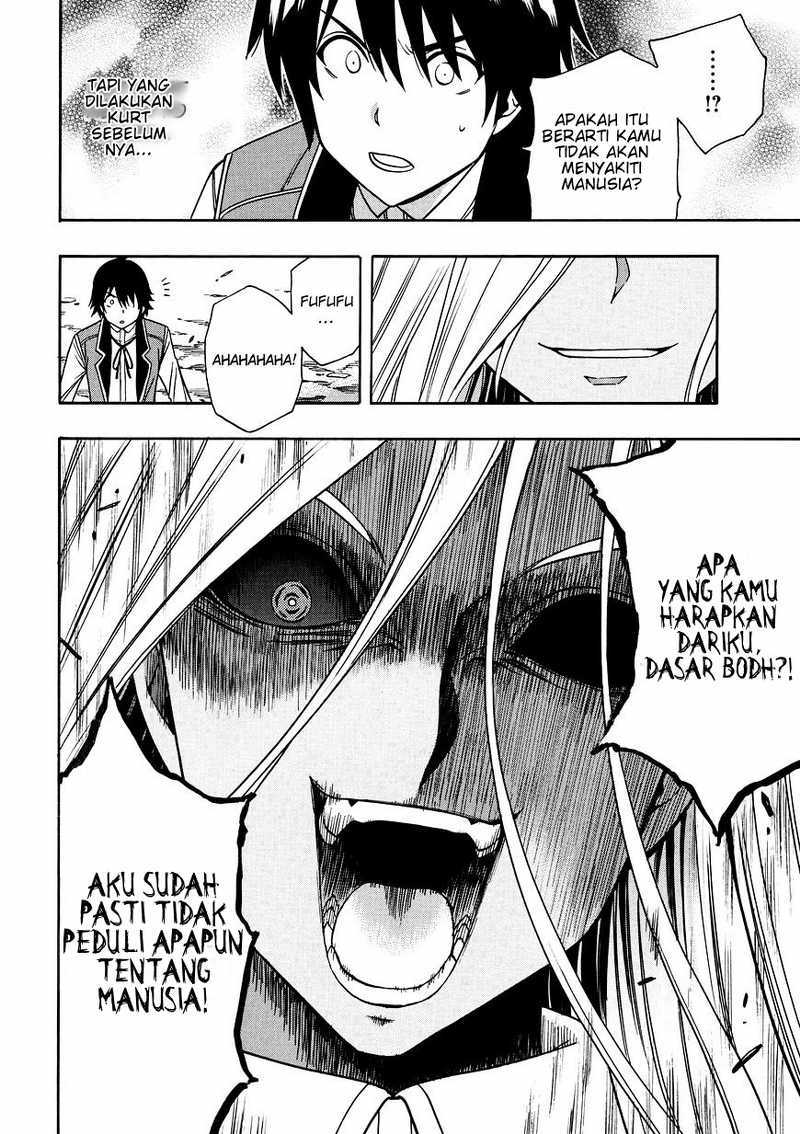 ......!?
APAKAH ITU
BERARTI KAMU
TIDAK AKAN
MENYAKITI
MANUSIA?
TAPI YANG
DILAKUKAN
KURT
SEBELUM
NYA...
FUFUFU
...
AHAHAHAHA!
APA
YANG KAMU
HARAPKAN
DARIKU,
DASAR BODH?!
AKU SUDAH
PASTI TIDAK
PEDULI APAPUN
TENTANG
MANUSIA!